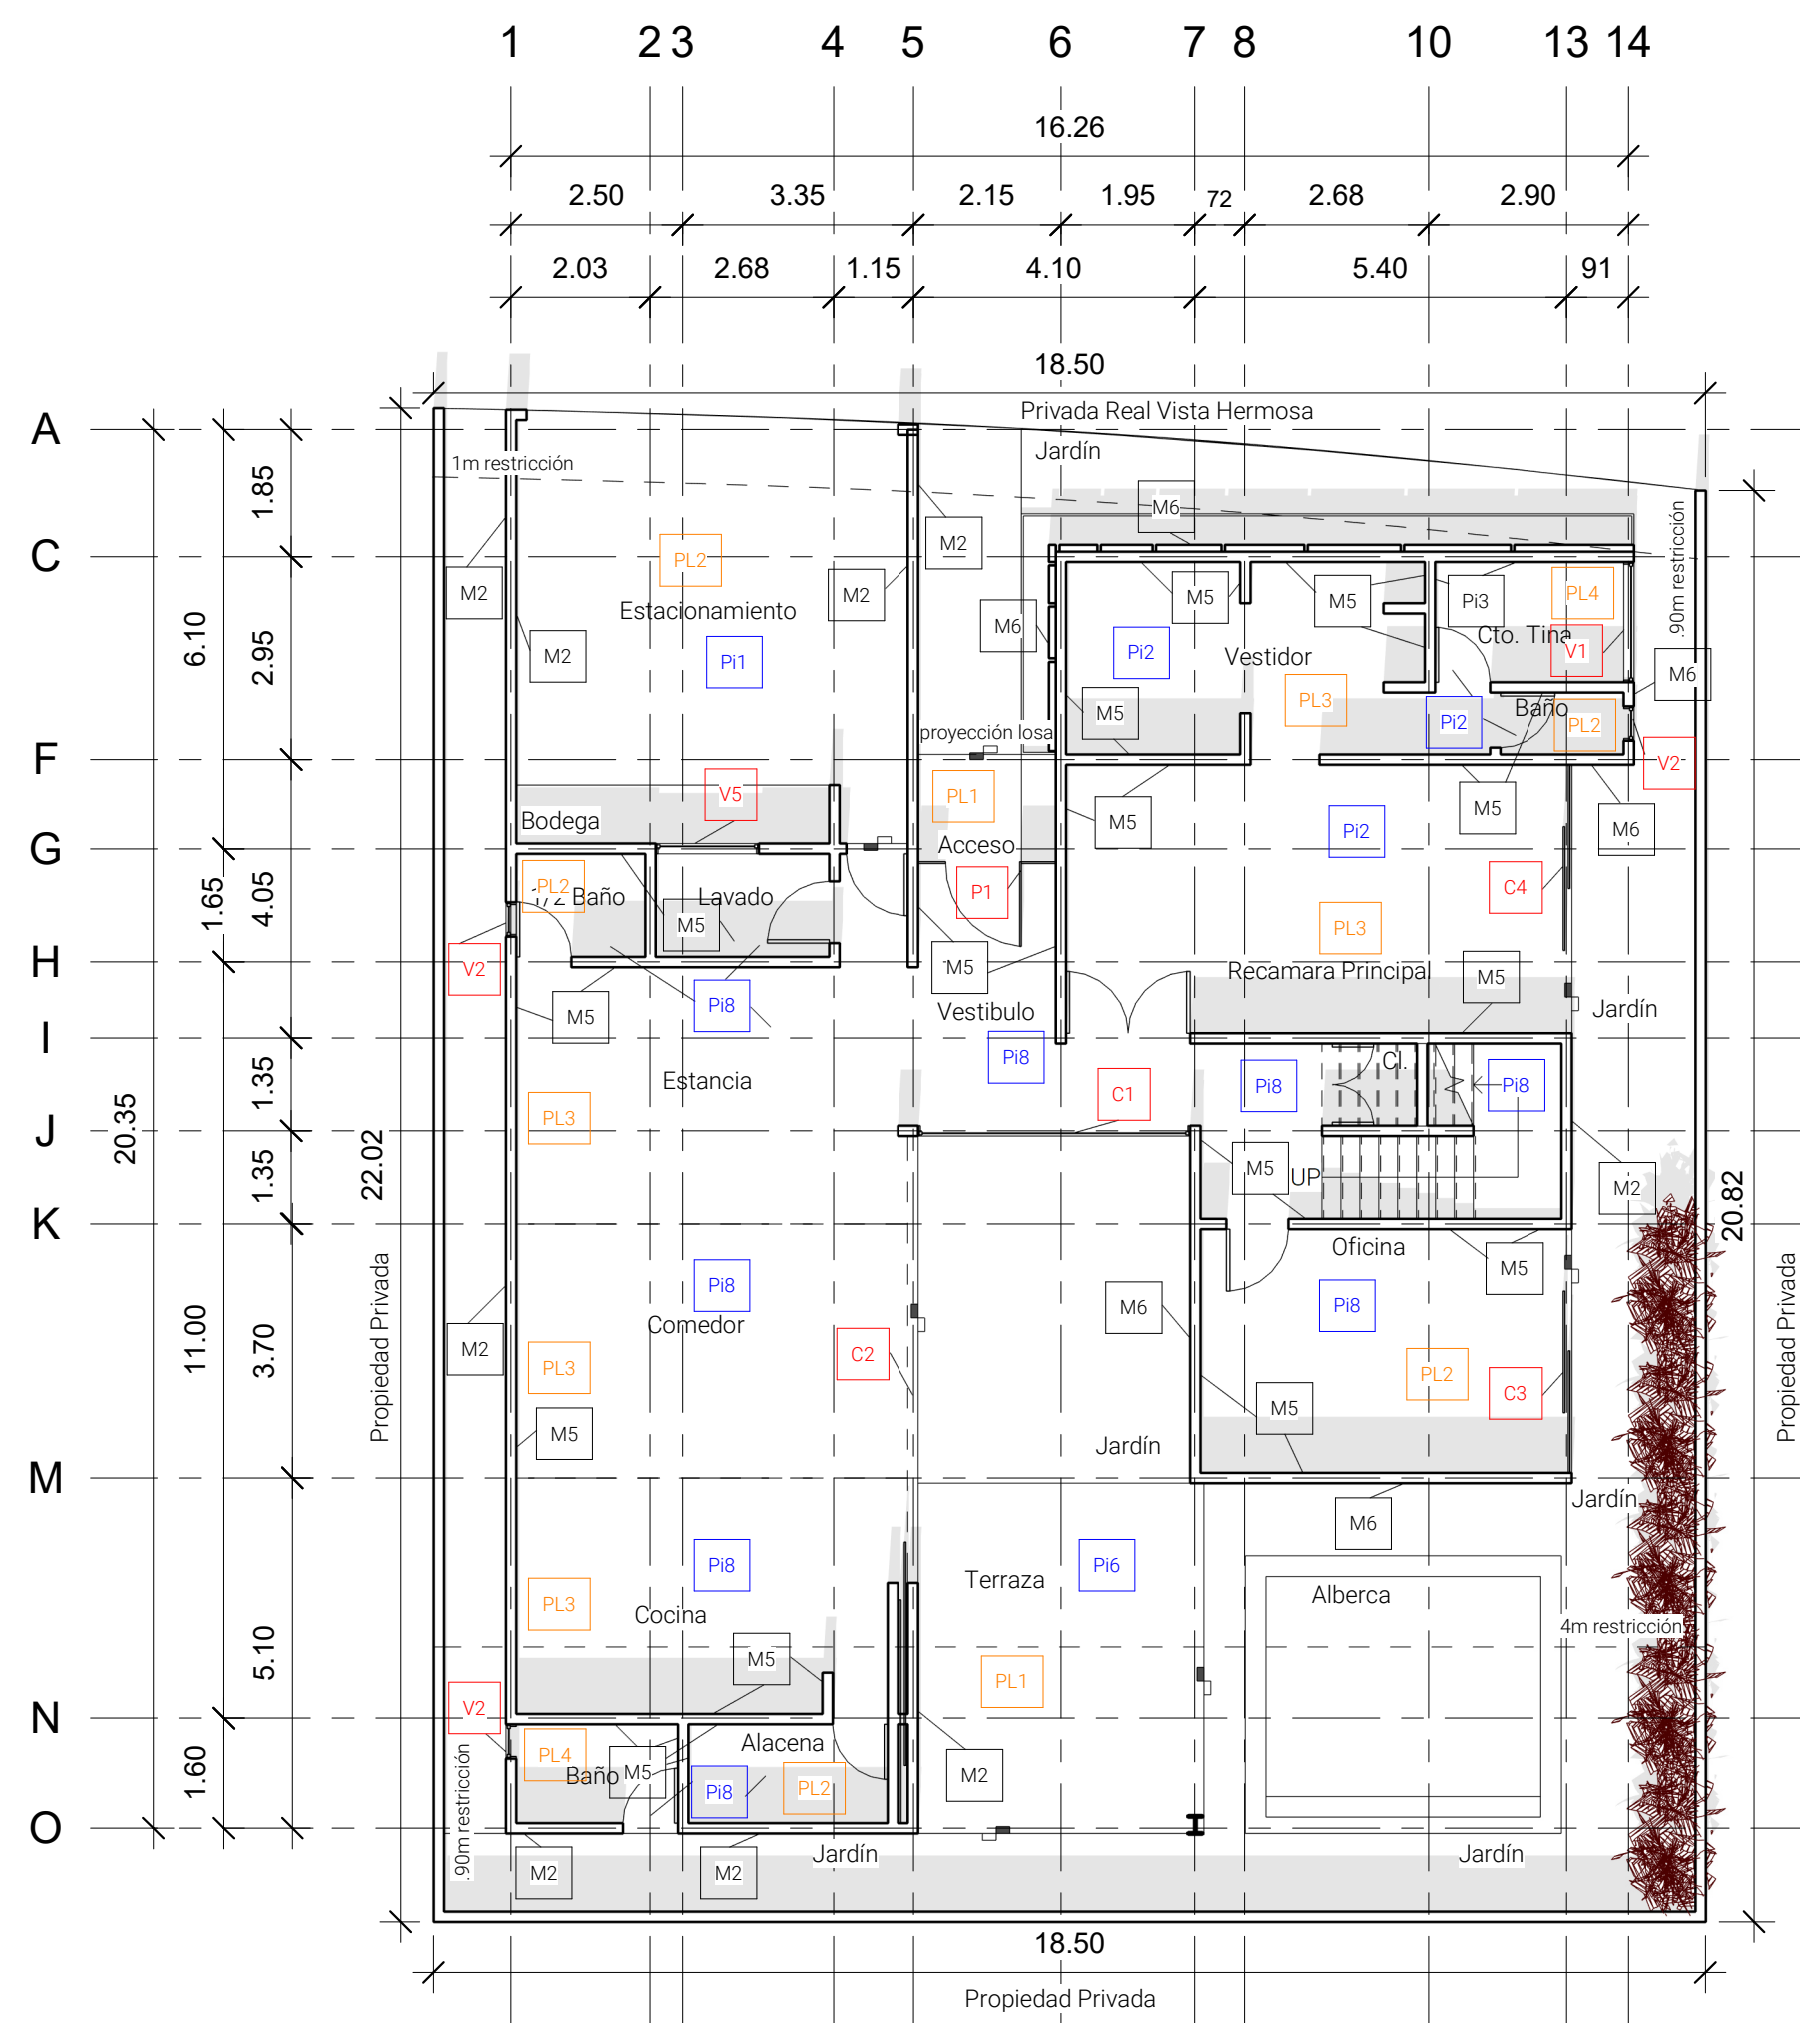 1 2 3 4 5 6 7 8 10 13 14
16.26
2.50 3.35 2.15 1.95 72 2.68 2.90
2.03 2.68 1.15 4.10 5.40 91
18.50
Privada Real Vista Hermosa
A
Jardín
1m restricción
1.85
M6
.90m restricción
M2
C
PL2
M2 M2 M5 M5 Pi3 PL4
Estacionamiento
6.10
M6
2.95
Cto. Tina
M2
Pi1
Pi2
Vestidor
V1
M6
PL3
M5
Baño
Pi2
PL2
proyección losa
F
V2
V5
PL1
Bodega
M5
Pi2
M5
M6
G
Acceso
PL2
1/2 Baño
Lavado
P1
C4
1.65
4.05
M5
PL3
H
V2
M5
Recamara Principal
M5
Pi8
M5
Vestibulo
Jardín
I
Pi8
Cl.
Estancia
C1
Pi8
Pi8
1.35
PL3
J
20.35
22.02
1.35
M5
UP
M2
20.82
K
Oficina
M5
Pi8
M6
Pi8
Propiedad Privada
Propiedad Privada
11.00
Comedor
M2
C2
3.70
PL3
PL2
C3
M5
M5
Jardín
M
Jardín
M6
Pi8
Terraza
Pi6
Alberca
PL3
Cocina
4m restricción
5.10
M5
PL1
V2
N
Alacena
PL4
Baño
M5
Pi8
PL2
M2
1.60
.90m restricción
O
Jardín
Jardín
M2
M2
18.50
Propiedad Privada